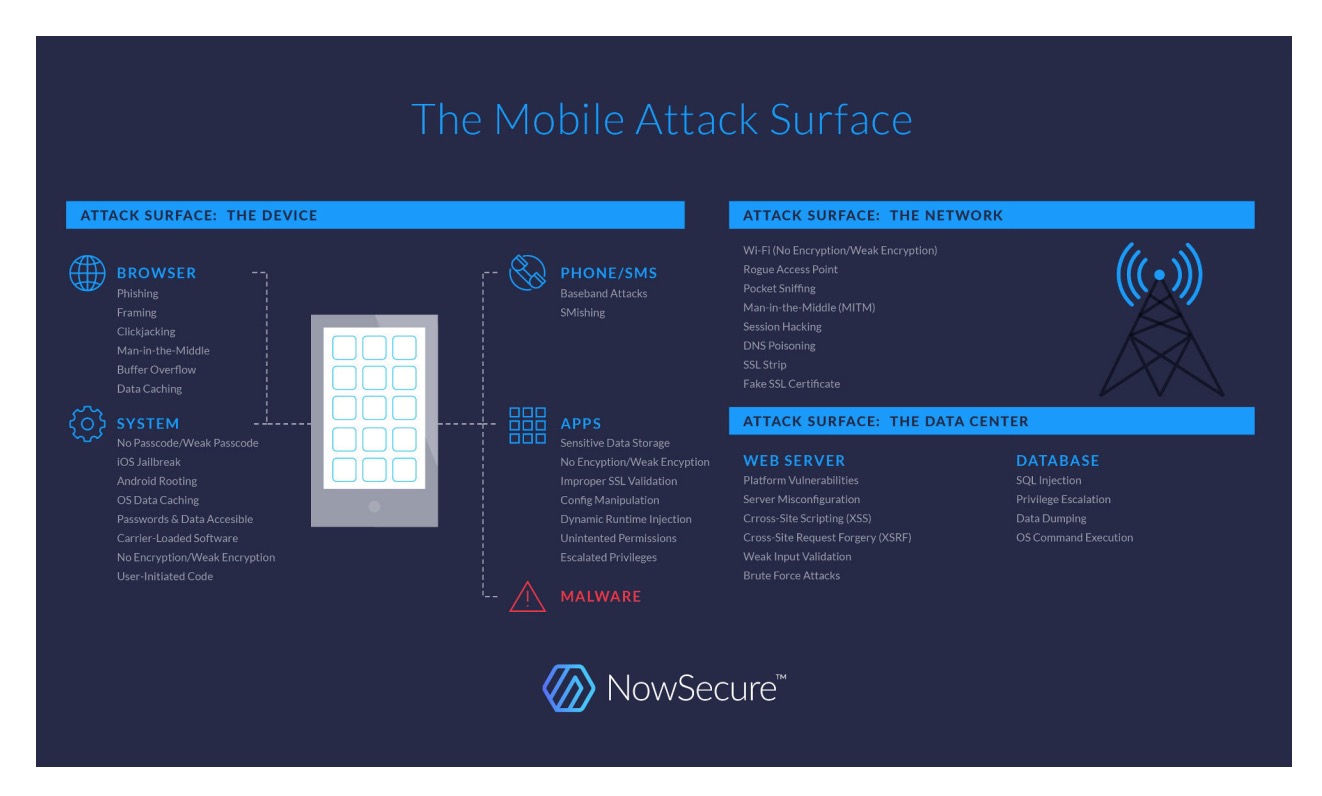 The Mobile Attack Surface
ATTACK SURFACE: THE DEVICE
BROWSER
Phishing
Framing
Clickjacking
Man-in-the-Middle
Buffer Overflow
Data Caching
SYSTEM
No Passcode/Weak Passcode
iOS Jailbreak
Android Rooting
OS Data Caching
Passwords & Data Accesible
Carrier-Loaded Software
No Encryption/Weak Encryption
User-Initiated Code
PHONE/SMS
Baseband Attacks
SMishing
APPS
Sensitive Data Storage
No Encyption/Weak Encyption
Improper SSL Validation
Config Manipulation
Dynamic Runtime Injection
Unintented Permissions
Escalated Privileges
MALWARE
ATTACK SURFACE: THE NETWORK
Wi-Fi (No Encryption/Weak Encryption)
Rogue Access Point
Pocket Sniffing
Man-in-the-Middle (MITM)
Session Hacking
DNS Poisoning
SSL Strip
Fake SSL Certificate
ATTACK SURFACE: THE DATA CENTER
WEB SERVER
Platform Vulnerabilities
Server Misconfiguration
Crross-Site Scripting (XSS)
Cross-Site Request Forgery (XSRF)
Weak Input Validation
Brute Force Attacks
DATABASE
SQL Injection
Privilege Escalation
Data Dumping
OS Command Execution
NowSecure™